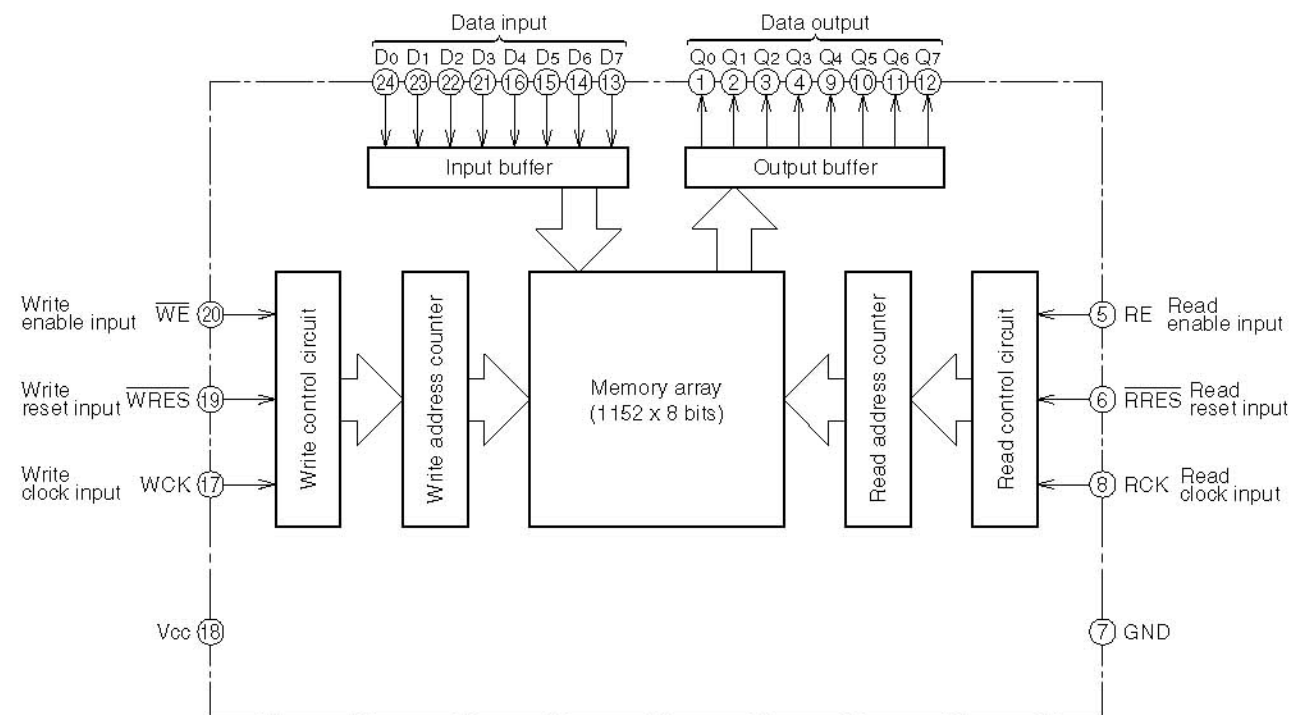 Data input
Data output
D0 D1 D2 D3 D4 D5 D6 D7
Q0 Q1 Q2 Q3 Q4 Q5 Q6 Q7
24 23 22 21 16 15 14 13
1 2 3 4 9 10 11 12
Input buffer
Output buffer
Write
enable input
W̅E̅ 20
Write
reset input
W̅R̅E̅S̅ 19
Write
clock input
WCK 17
Write control circuit
Write address counter
Memory array
(1152 x 8 bits)
Read address counter
Read control circuit
5 RE
Read
enable input
6 R̅R̅E̅S̅
Read
reset input
8 RCK
Read
clock input
Vcc 18
7 GND